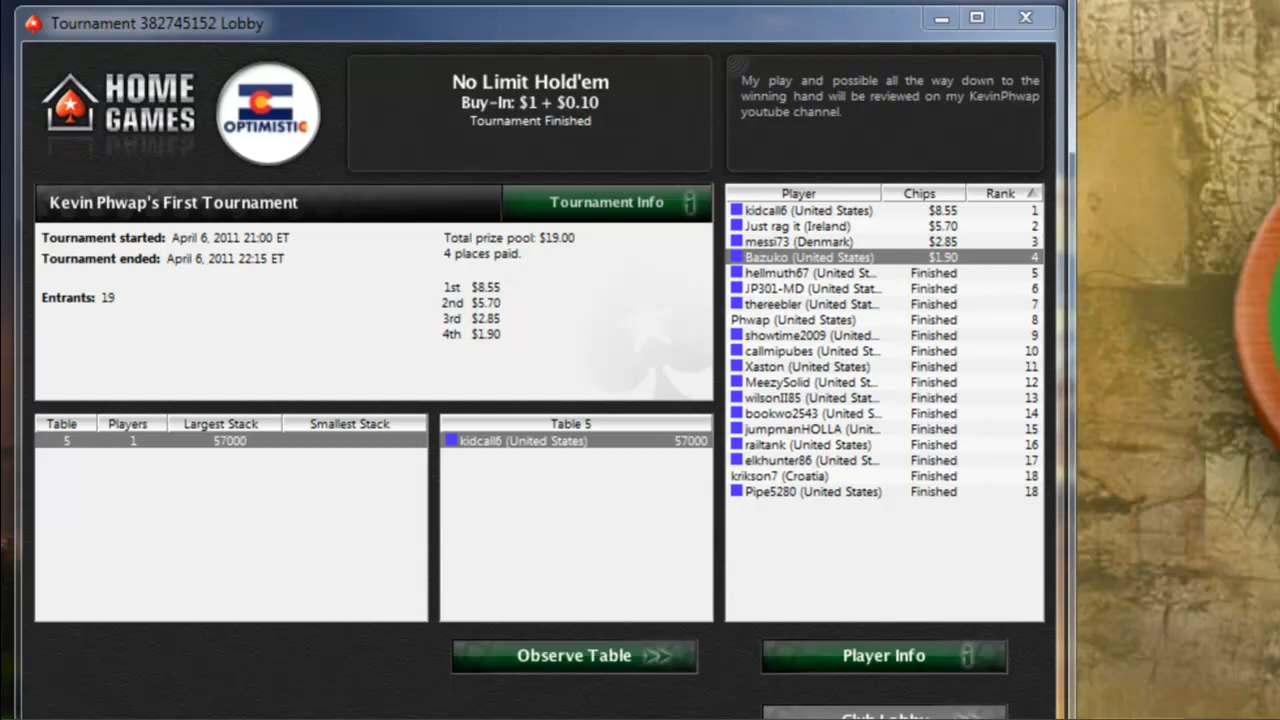 Tournament 382745152 Lobby
HOME
GAMES
OPTIMISTIC
No Limit Hold'em
Buy-In: $1 + $0.10
Tournament Finished
My play and possible all the way down to the
winning hand will be reviewed on my KevinPhwap
youtube channel.
Kevin Phwap's First Tournament
Tournament Info
Tournament started: April 6, 2011 21:00 ET
Tournament ended: April 6, 2011 22:15 ET
Entrants: 19
Total prize pool: $19.00
4 places paid.
1st $8.55
2nd $5.70
3rd $2.85
4th $1.90
Player Chips Rank
kidcall6 (United States) $8.55 1
Just rag it (Ireland) $5.70 2
messi73 (Denmark) $2.85 3
Bazuko (United States) $1.90 4
hellmuth67 (United St... Finished 5
JP301-MD (United Stat... Finished 6
thereebler (United Stat... Finished 7
Phwap (United States) Finished 8
showtime2009 (United... Finished 9
callmipubes (United St... Finished 10
Xaston (United States) Finished 11
MeezySolid (United St... Finished 12
wilsonII85 (United Stat... Finished 13
bookwo2543 (United S... Finished 14
jumpmanHOLLA (Unit... Finished 15
railtank (United States) Finished 16
elkhunter86 (United St... Finished 17
krikson7 (Croatia) Finished 18
Pipe5280 (United States) Finished 18
Table Players Largest Stack Smallest Stack
5 1 57000
Table 5
kidcall6 (United States) 57000
Observe Table
Player Info
Club Lobby